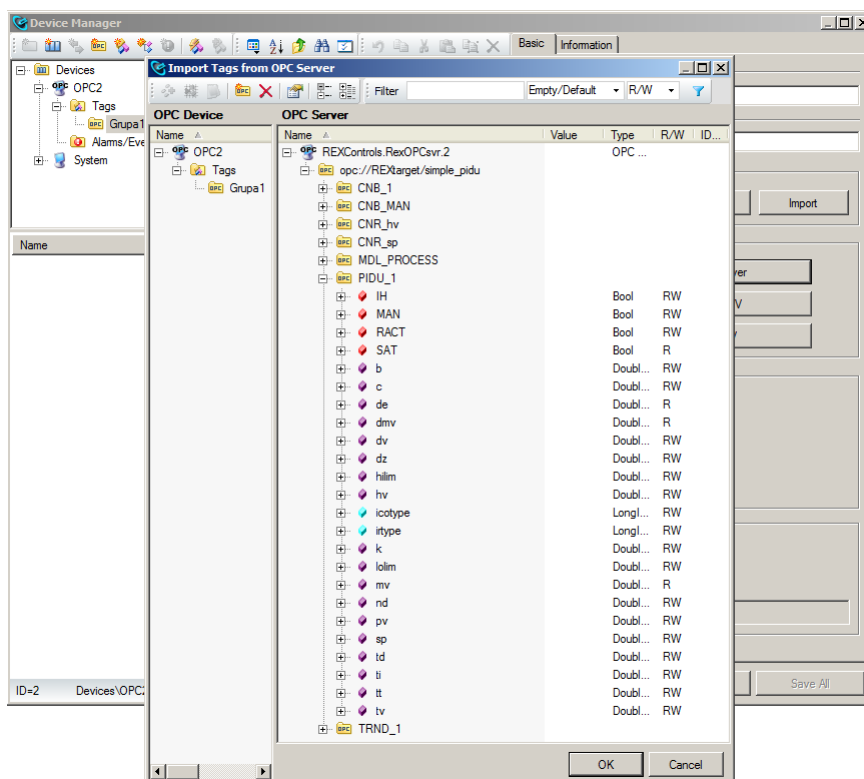 Device Manager
Basic Information
Devices
OPC2
Tags
Grupa1
Alarms/Eve
System
Name
ID=2 Devices\OPC2
Import
Save All
Import Tags from OPC Server
Filter Empty/Default R/W
OPC Device OPC Server
Name Name Value Type R/W ID...
OPC2 REXControls.RexOPCsvr.2 OPC ...
Tags opc://REXtarget/simple_pidu
Grupa1 CNB_1
CNB_MAN
CNR_hv
CNR_sp
MDL_PROCESS
PIDU_1
IH Bool RW
MAN Bool RW
RACT Bool RW
SAT Bool R
b Doubl... RW
c Doubl... RW
de Doubl... R
dmv Doubl... R
dv Doubl... RW
dz Doubl... RW
hilim Doubl... RW
hv Doubl... RW
icotype LongI... RW
irtype LongI... RW
k Doubl... RW
lolim Doubl... RW
mv Doubl... R
nd Doubl... RW
pv Doubl... RW
sp Doubl... RW
td Doubl... RW
ti Doubl... RW
tt Doubl... RW
tv Doubl... RW
TRND_1
OK Cancel